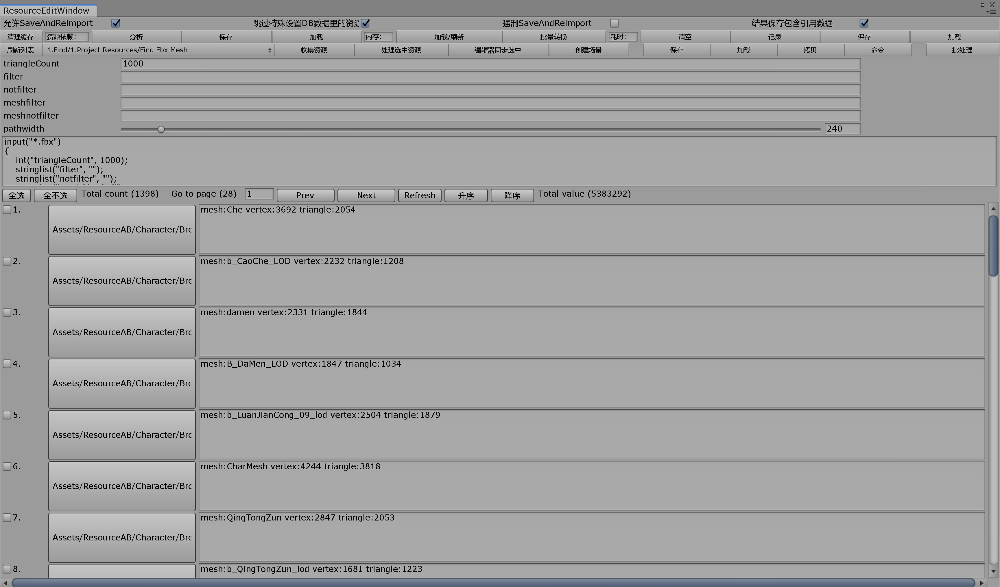 ResourceEditWindow
允许SaveAndReimport 跳过特殊设置DB数据里的资源 强制SaveAndReimport 结果保存包含引用数据
清理缓存 资源依赖: 分析 保存 加载 内存: 加载/刷新 批量转换 耗时: 清空 记录 保存 加载
刷新列表 1.Find/1.Project Resources/Find Fbx Mesh 收集资源 处理选中资源 编辑器同步选中 创建场景 保存 加载 拷贝 命令 批处理
triangleCount 1000
filter
notfilter
meshfilter
meshnotfilter
pathwidth 240
input("*.fbx")
{
int("triangleCount", 1000);
stringlist("filter", "");
stringlist("notfilter", "");
全选 全不选 Total count (1398) Go to page (28) 1 Prev Next Refresh 升序 降序 Total value (5383292)
1. mesh:Che vertex:3692 triangle:2054
Assets/ResourceAB/Character/Bro
2. mesh:b_CaoChe_LOD vertex:2232 triangle:1208
Assets/ResourceAB/Character/Bro
3. mesh:damen vertex:2331 triangle:1844
Assets/ResourceAB/Character/Bro
4. mesh:B_DaMen_LOD vertex:1847 triangle:1034
Assets/ResourceAB/Character/Bro
5. mesh:b_LuanJianCong_09_lod vertex:2504 triangle:1879
Assets/ResourceAB/Character/Bro
6. mesh:CharMesh vertex:4244 triangle:3818
Assets/ResourceAB/Character/Bro
7. mesh:QingTongZun vertex:2847 triangle:2053
Assets/ResourceAB/Character/Bro
8. mesh:b_QingTongZun_lod vertex:1681 triangle:1223